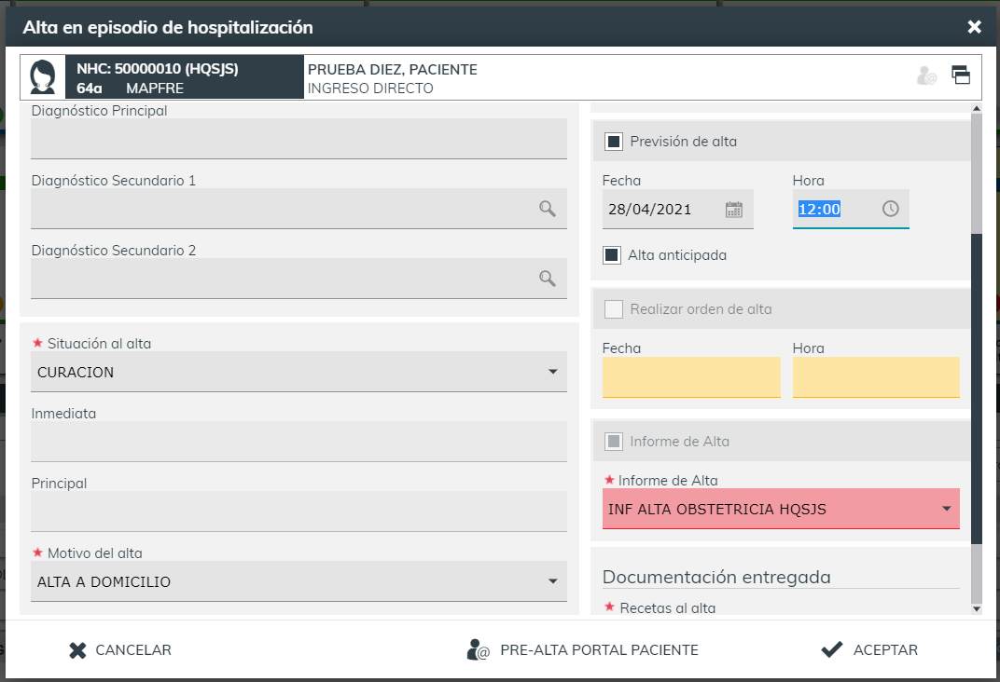 Alta en episodio de hospitalización
NHC: 50000010 (HQSJS)
64a MAPFRE
PRUEBA DIEZ, PACIENTE
INGRESO DIRECTO
Diagnóstico Principal
Diagnóstico Secundario 1
Diagnóstico Secundario 2
Situación al alta
CURACION
Inmediata
Principal
Motivo del alta
ALTA A DOMICILIO
Previsión de alta
Fecha Hora
28/04/2021 12:00
Alta anticipada
Realizar orden de alta
Fecha Hora
Informe de Alta
Informe de Alta
INF ALTA OBSTETRICIA HQSJS
Documentación entregada
Recetas al alta
CANCELAR
PRE-ALTA PORTAL PACIENTE
ACEPTAR